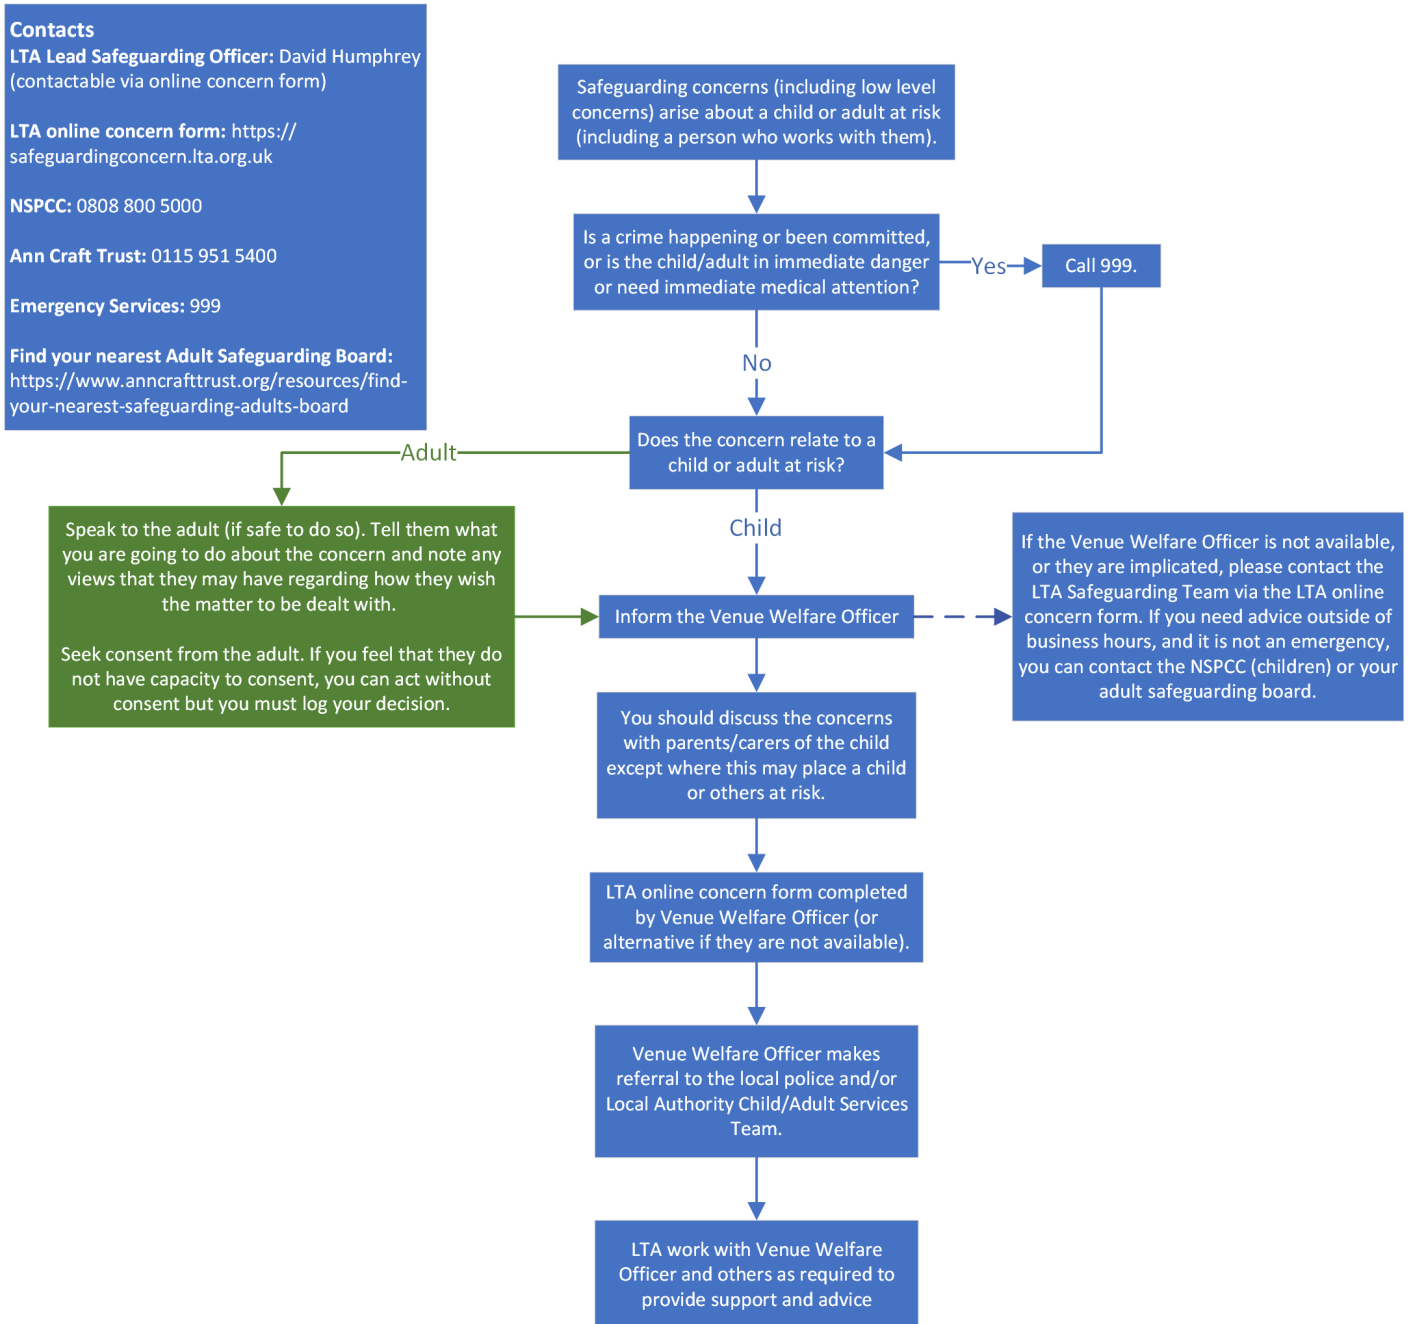 Contacts
LTA Lead Safeguarding Officer: David Humphrey
(contactable via online concern form)
LTA online concern form: https://
safeguardingconcern.lta.org.uk
NSPCC: 0808 800 5000
Ann Craft Trust: 0115 951 5400
Emergency Services: 999
Find your nearest Adult Safeguarding Board:
https://www.anncrafttrust.org/resources/find-
your-nearest-safeguarding-adults-board
Safeguarding concerns (including low level
concerns) arise about a child or adult at risk
(including a person who works with them).
Is a crime happening or been committed,
or is the child/adult in immediate danger
or need immediate medical attention?
Yes
Call 999.
No
Does the concern relate to a
child or adult at risk?
Adult
Speak to the adult (if safe to do so). Tell them what
you are going to do about the concern and note any
views that they may have regarding how they wish
the matter to be dealt with.
Seek consent from the adult. If you feel that they do
not have capacity to consent, you can act without
consent but you must log your decision.
Child
Inform the Venue Welfare Officer
If the Venue Welfare Officer is not available,
or they are implicated, please contact the
LTA Safeguarding Team via the LTA online
concern form. If you need advice outside of
business hours, and it is not an emergency,
you can contact the NSPCC (children) or your
adult safeguarding board.
You should discuss the concerns
with parents/carers of the child
except where this may place a child
or others at risk.
LTA online concern form completed
by Venue Welfare Officer (or
alternative if they are not available).
Venue Welfare Officer makes
referral to the local police and/or
Local Authority Child/Adult Services
Team.
LTA work with Venue Welfare
Officer and others as required to
provide support and advice